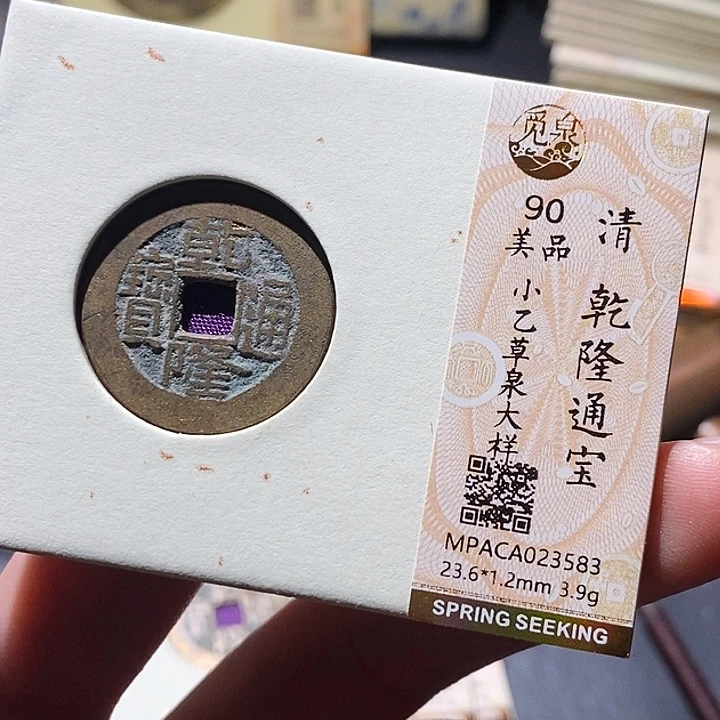 乾隆通寶
觅泉
90
美品
清 乾隆通宝
小乙草泉大样
MPACA023583
23.6*1.2mm 3.9g
SPRING SEEKING